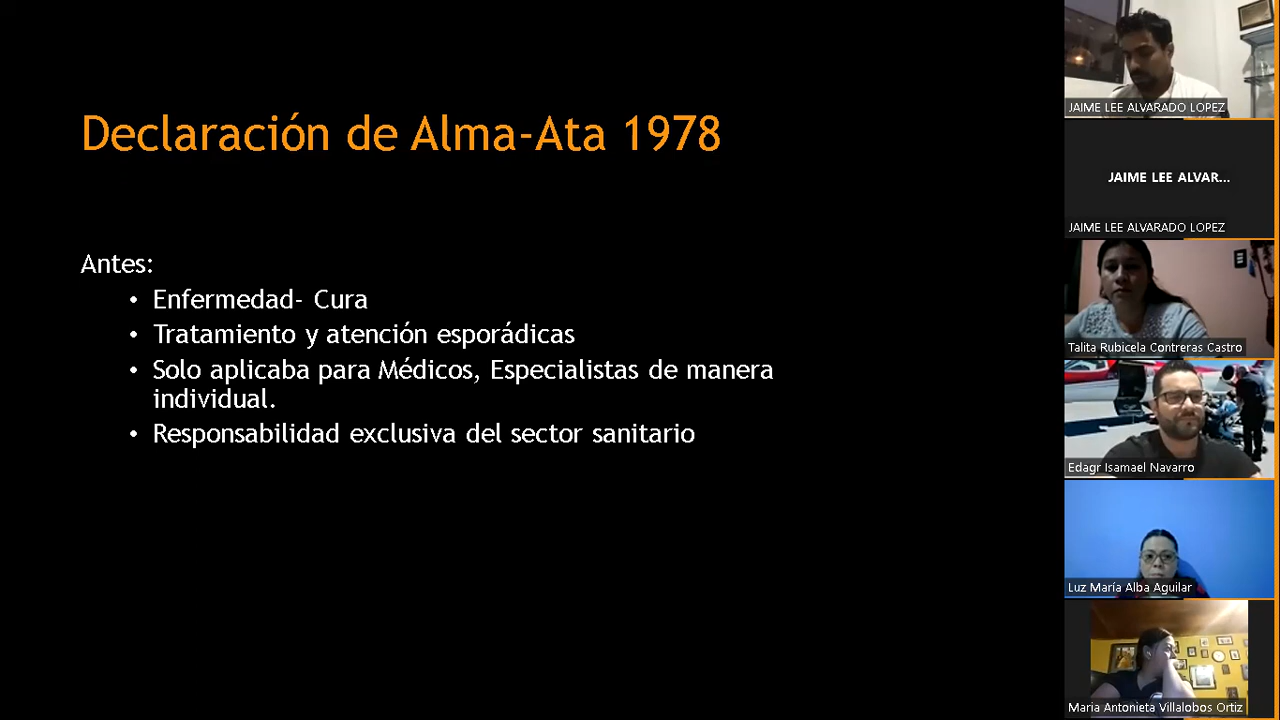 Declaración de Alma-Ata 1978
Antes:
• Enfermedad- Cura
• Tratamiento y atención esporádicas
• Solo aplicaba para Médicos, Especialistas de manera
individual.
• Responsabilidad exclusiva del sector sanitario
JAIME LEE ALVARADO LOPEZ
JAIME LEE ALVAR...
JAIME LEE ALVARADO LOPEZ
Talita Rubicela Contreras Castro
Edagr Isamael Navarro
Luz María Alba Aguilar
Maria Antonieta Villalobos Ortiz